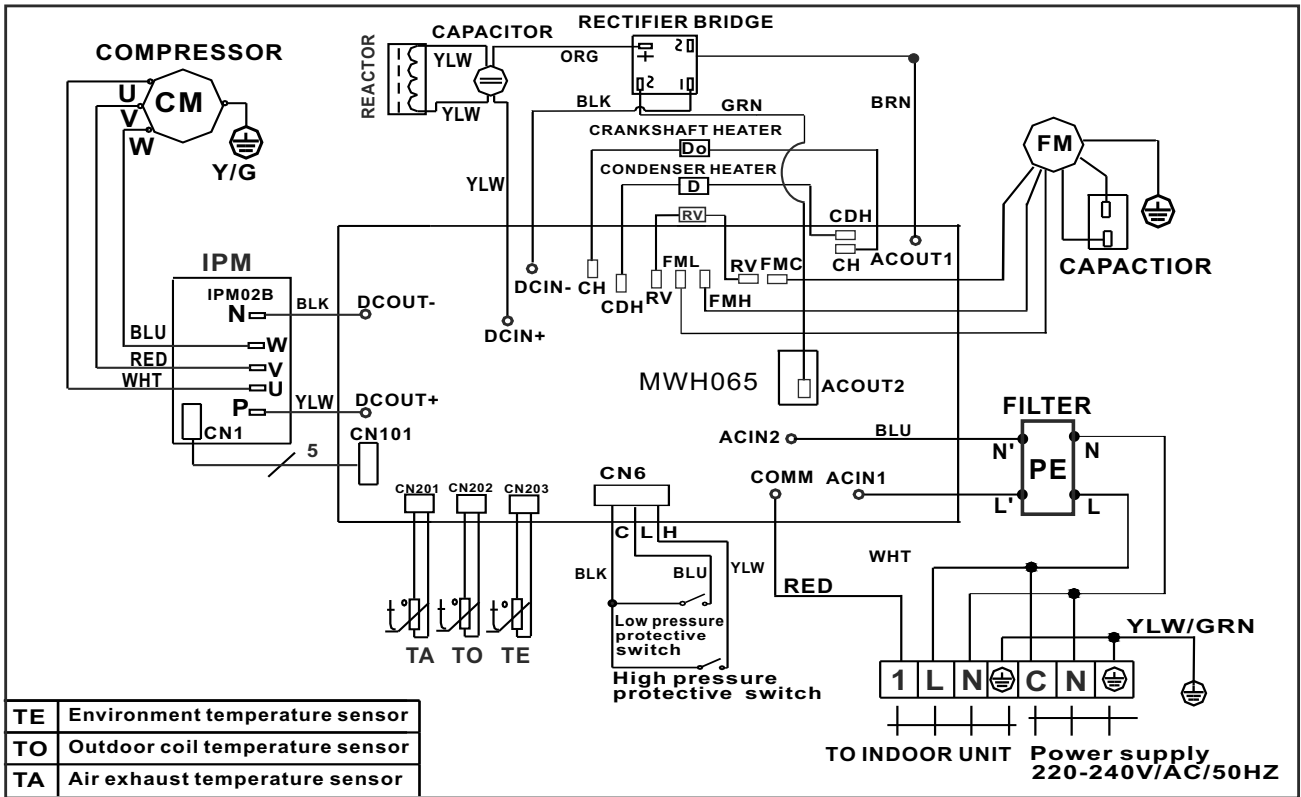 RECTIFIER BRIDGE
CAPACITOR
COMPRESSOR
REACTOR
YLW
ORG
2
+
2
1
U
CM
V
W
BLK
GRN
BRN
YLW
CRANKSHAFT HEATER
Do
FM
Y/G
CONDENSER HEATER
YLW
D
RV
CDH
CH
ACOUT1
CAPACTIOR
IPM
IPM02B
N
BLK
DCOUT-
DCIN-
CH
CDH
RV
FML
FMH
RV
FMC
DCIN+
BLU
W
RED
V
WHT
U
P
YLW
DCOUT+
MWH065
ACOUT2
CN1
5
CN101
FILTER
ACIN2
BLU
N'
PE
N
COMM
ACIN1
L'
L
CN201
CN202
CN203
CN6
C
L
H
WHT
BLK
BLU
YLW
RED
t°
t°
t°
TA
TO
TE
Low pressure
protective
switch
High pressure
protective switch
YLW/GRN
1
L
N
C
N
TO INDOOR UNIT
Power supply
220-240V/AC/50HZ
TE Environment temperature sensor
TO Outdoor coil temperature sensor
TA Air exhaust temperature sensor